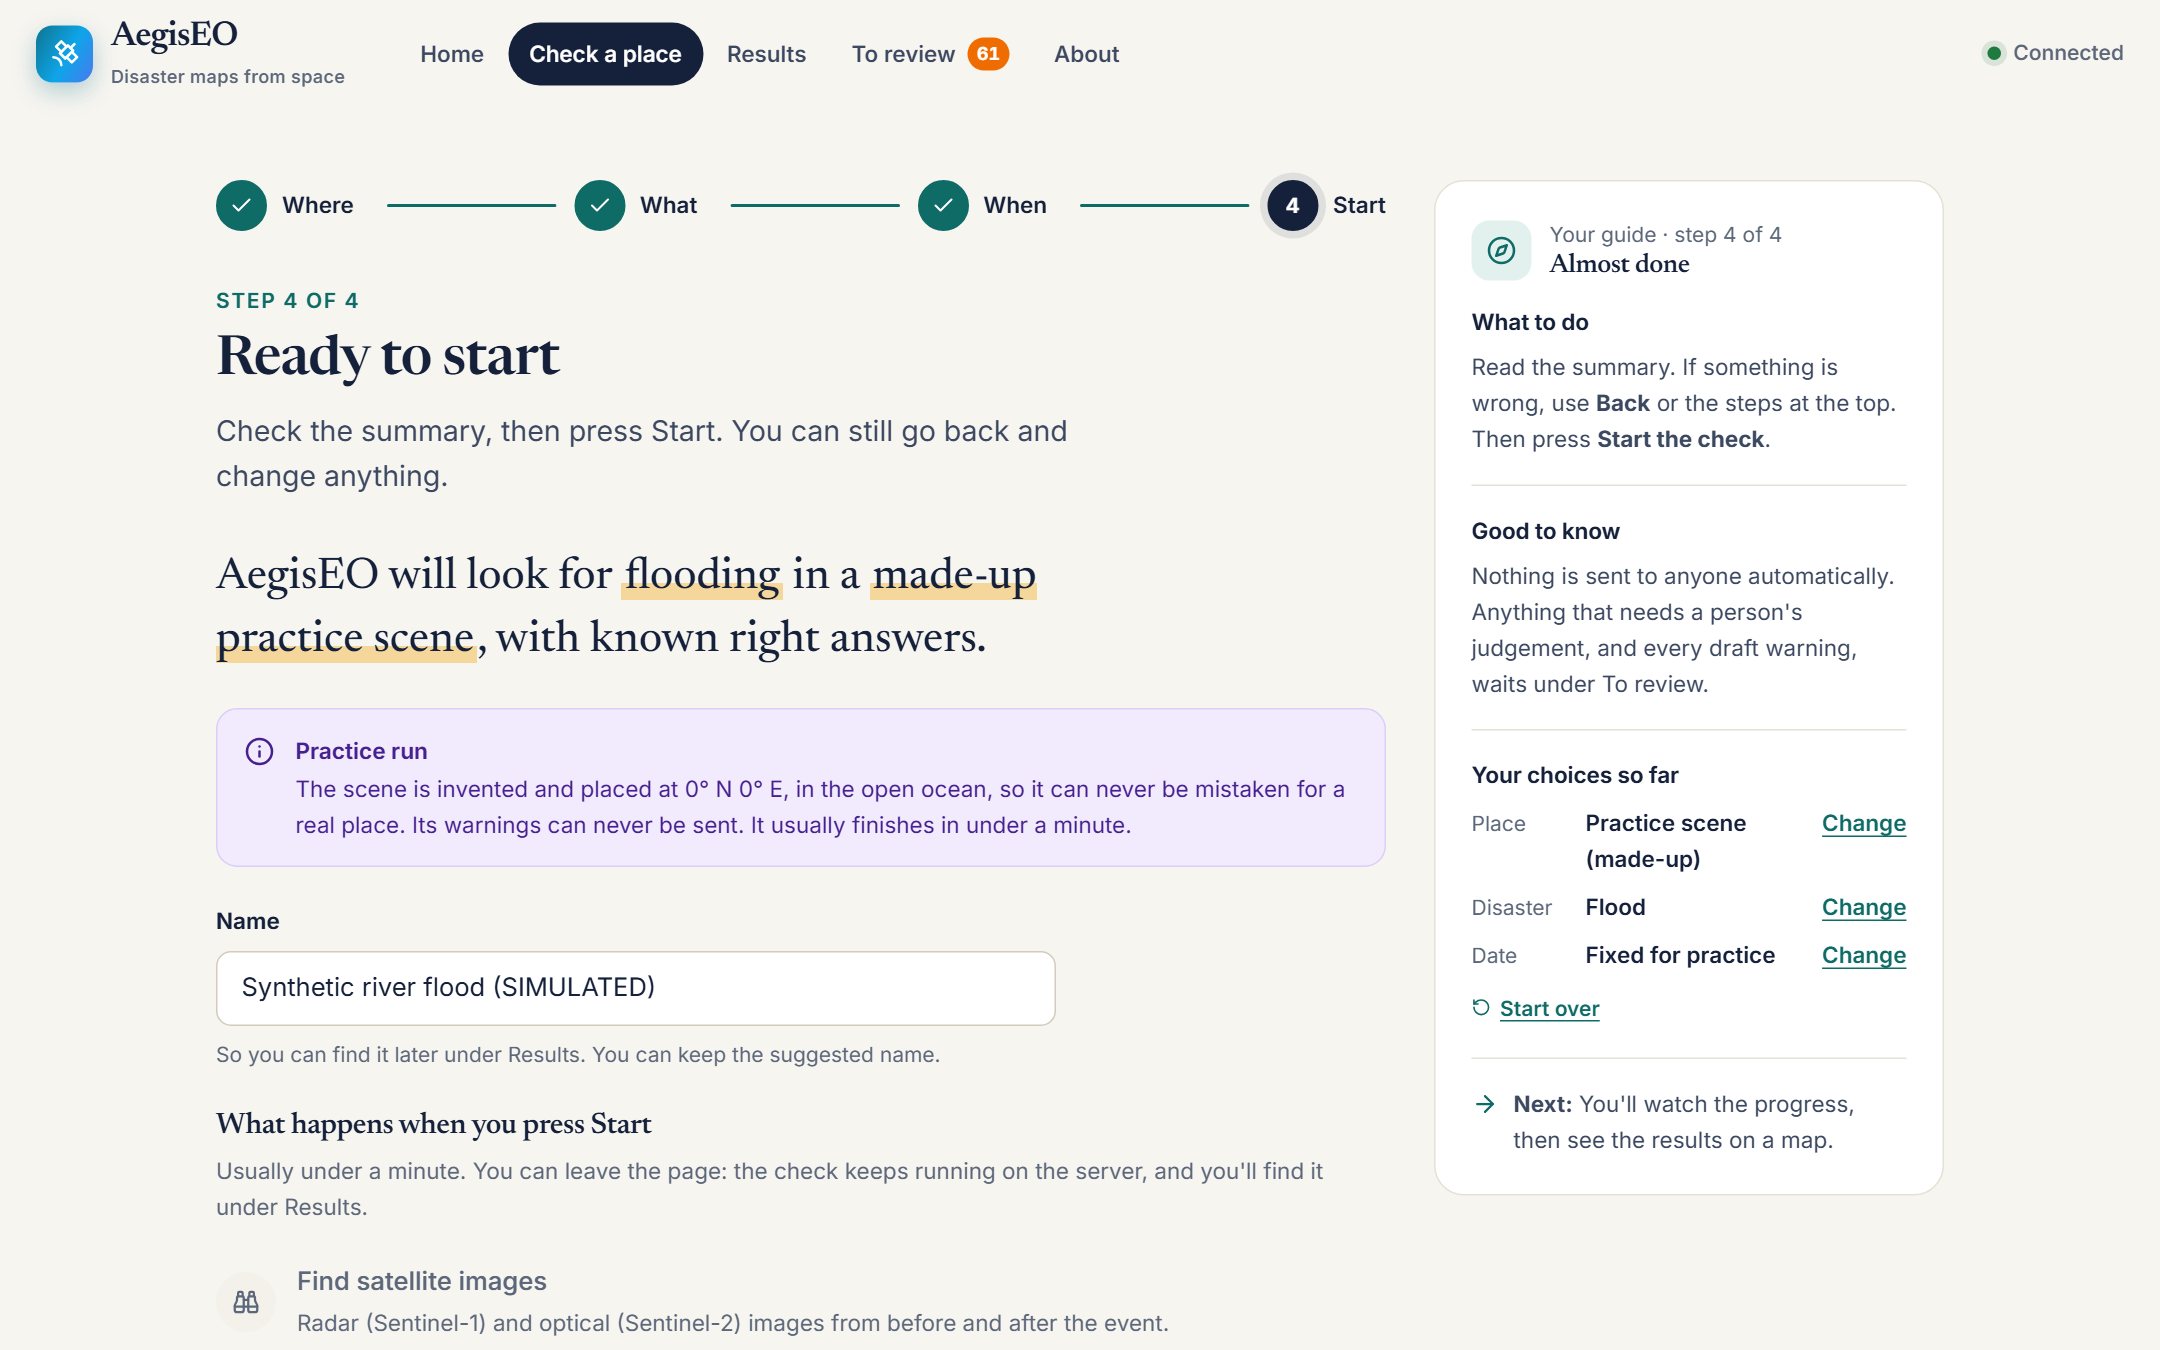 AegisEO
Disaster maps from space
Home
Check a place
Results
To review 61
About
Connected
Where
What
When
4 Start
STEP 4 OF 4
Ready to start
Check the summary, then press Start. You can still go back and
change anything.
AegisEO will look for flooding in a made-up
practice scene, with known right answers.
Practice run
The scene is invented and placed at 0° N 0° E, in the open ocean, so it can never be mistaken for a
real place. Its warnings can never be sent. It usually finishes in under a minute.
Name
Synthetic river flood (SIMULATED)
So you can find it later under Results. You can keep the suggested name.
What happens when you press Start
Usually under a minute. You can leave the page: the check keeps running on the server, and you'll find it
under Results.
Find satellite images
Radar (Sentinel-1) and optical (Sentinel-2) images from before and after the event.
Your guide · step 4 of 4
Almost done
What to do
Read the summary. If something is
wrong, use Back or the steps at the top.
Then press Start the check.
Good to know
Nothing is sent to anyone automatically.
Anything that needs a person's
judgement, and every draft warning,
waits under To review.
Your choices so far
Place Practice scene Change
(made-up)
Disaster Flood Change
Date Fixed for practice Change
Start over
Next: You'll watch the progress,
then see the results on a map.